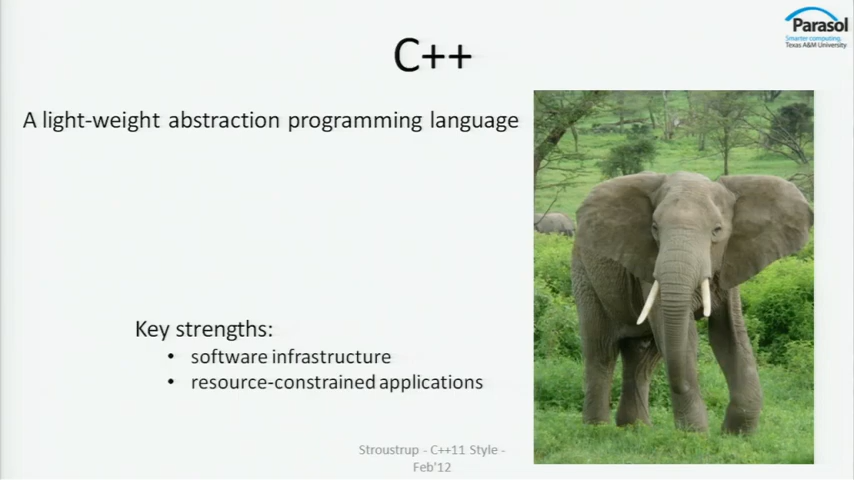 Parasol
Smarter computing.
Texas A&M University
C++
A light-weight abstraction programming language
Key strengths:
• software infrastructure
• resource-constrained applications
Stroustrup - C++11 Style -
Feb'12